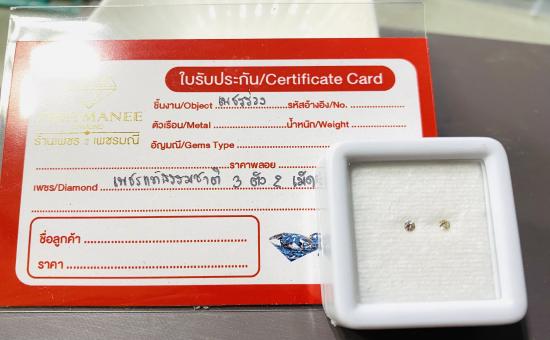 ใบรับประกัน/Certificate Card
ชิ้นงาน/Object เพชรร่วง รหัสอ้างอิง/No.
MANEE
ตัวเรือน/Metal น้ำหนัก/Weight
ร้านเพชร เพชรมณี
อัญมณี/Gems Type
ราคาพลอย
เพชร/Diamond เพชรแท้ธรรมชาติ 3 ตัว 2 เม็ด
ชื่อลูกค้า
ราคา